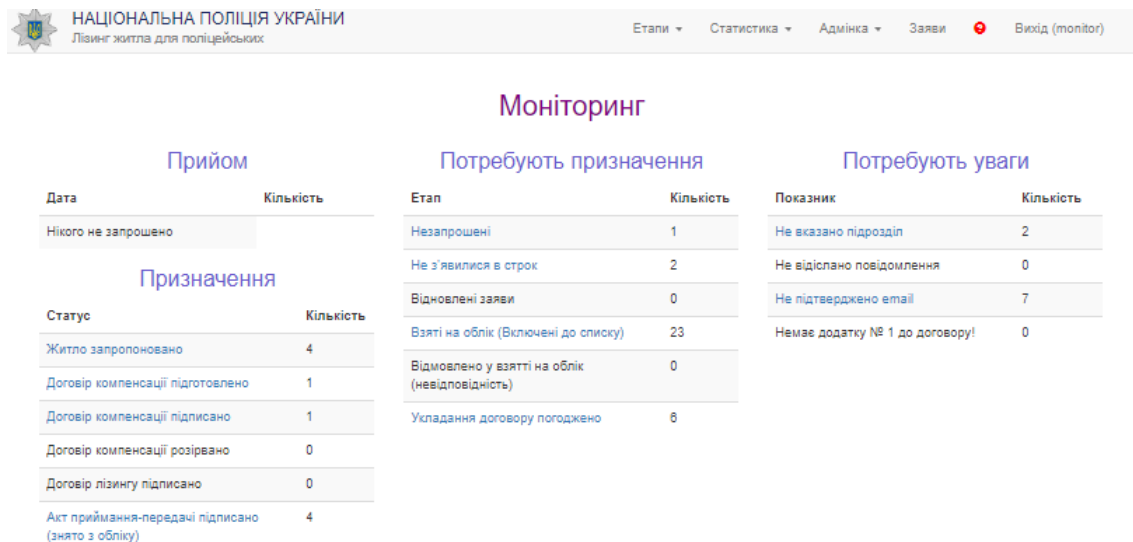 НАЦІОНАЛЬНА ПОЛІЦІЯ УКРАЇНИ
Лізинг житла для поліцейських
Етапи Статистика Адмінка Заяви ? Вихід (monitor)
Моніторинг
Прийом
Дата Кількість
Нікого не запрошено
Призначення
Статус Кількість
Житло запропоновано 4
Договір компенсації підготовлено 1
Договір компенсації підписано 1
Договір компенсації розірвано 0
Договір лізингу підписано 0
Акт приймання-передачі підписано 4
(знято з обліку)
Потребують призначення
Етап Кількість
Незапрошені 1
Не з'явилися в строк 2
Відновлені заяви 0
Взяті на облік (Включені до списку) 23
Відмовлено у взятті на облік 0
(невідповідність)
Укладання договору погоджено 6
Потребують уваги
Показник Кількість
Не вказано підрозділ 2
Не відіслано повідомлення 0
Не підтверджено email 7
Немає додатку № 1 до договору! 0